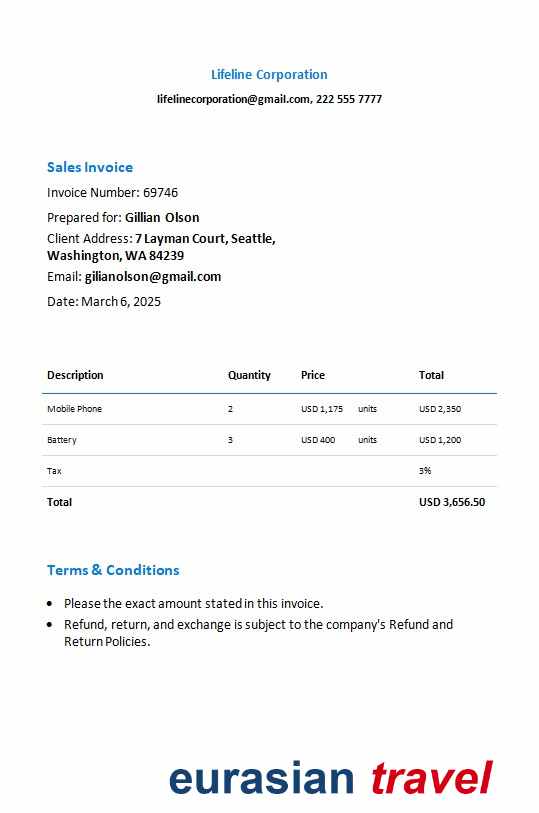 Lifeline Corporation
lifelinecorporation@gmail.com, 222 555 7777
Sales Invoice
Invoice Number: 69746
Prepared for: Gillian Olson
Client Address: 7 Layman Court, Seattle,
Washington, WA 84239
Email: gilianolson@gmail.com
Date: March 6, 2025
Description Quantity Price Total
Mobile Phone 2 USD 1,175 units USD 2,350
Battery 3 USD 400 units USD 1,200
Tax 3%
Total USD 3,656.50
Terms & Conditions
• Please the exact amount stated in this invoice.
• Refund, return, and exchange is subject to the company's Refund and
Return Policies.
eurasian travel